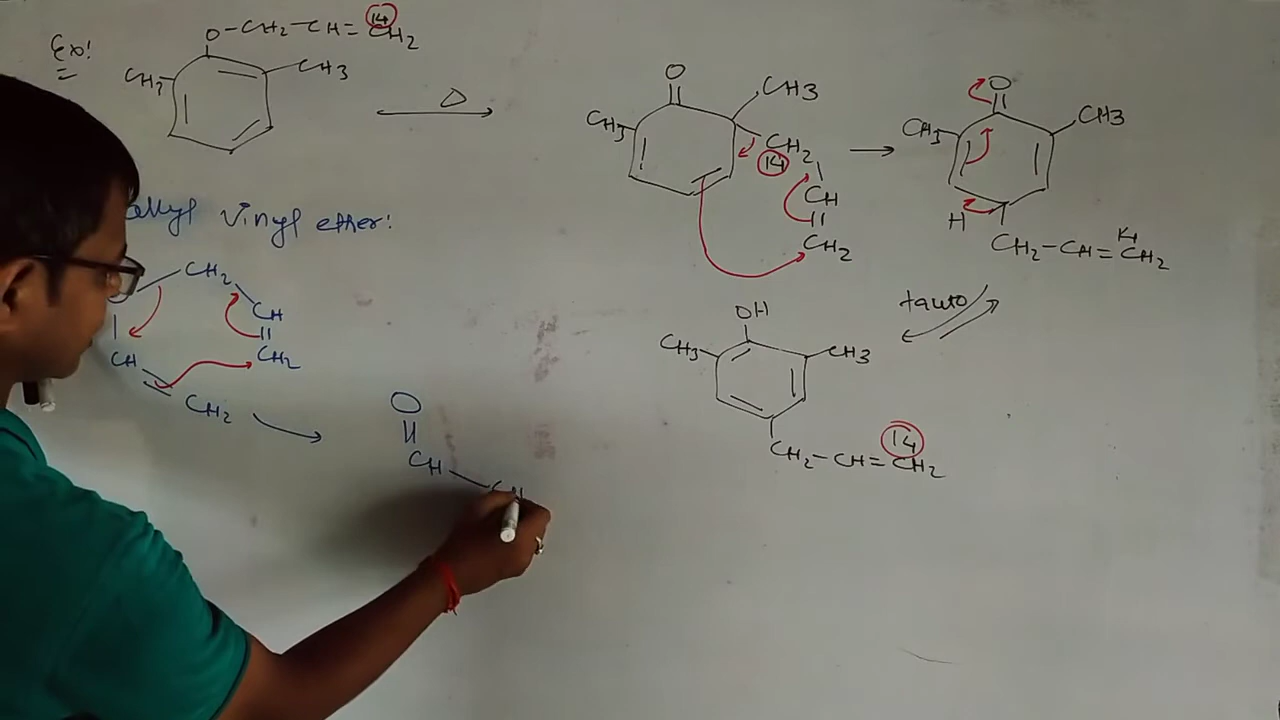 Ex!
O-CH2-CH=CH2
14
CH3
CH3
Δ
O
CH3
CH3
CH2
14
CH
CH2
O
CH3
CH3
H
CH2-CH=CH2
14
allyl Vinyl ether!
CH2
CH
CH2
CH
CH2
tauto
OH
CH3
CH3
14
CH2-CH=CH2
O
CH
CH